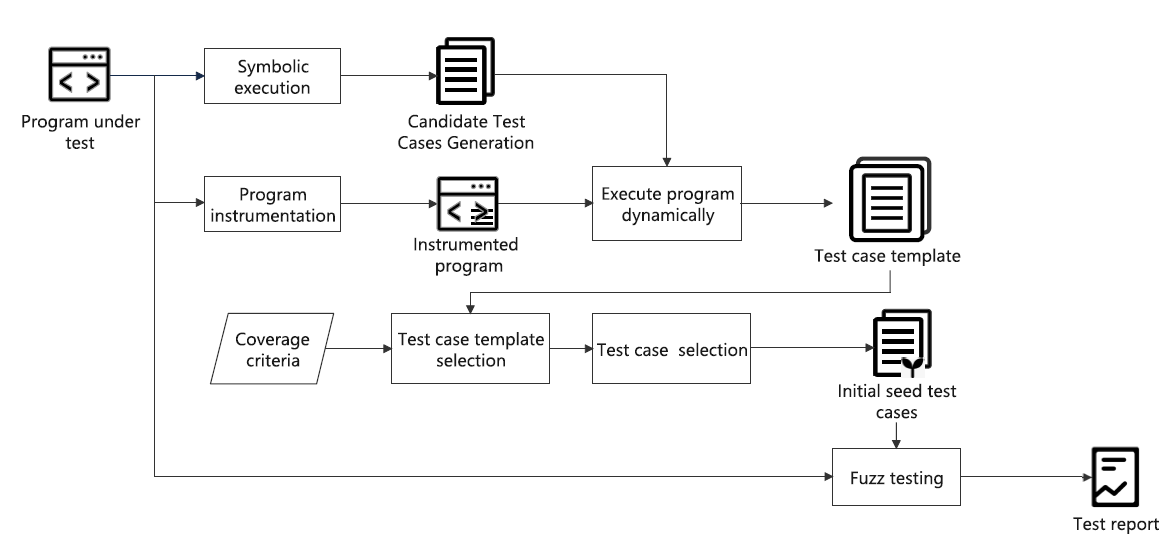 Program under
test
Symbolic
execution
Candidate Test
Cases Generation
Program
instrumentation
Instrumented
program
Execute program
dynamically
Test case template
Coverage
criteria
Test case template
selection
Test case selection
Initial seed test
cases
Fuzz testing
Test report